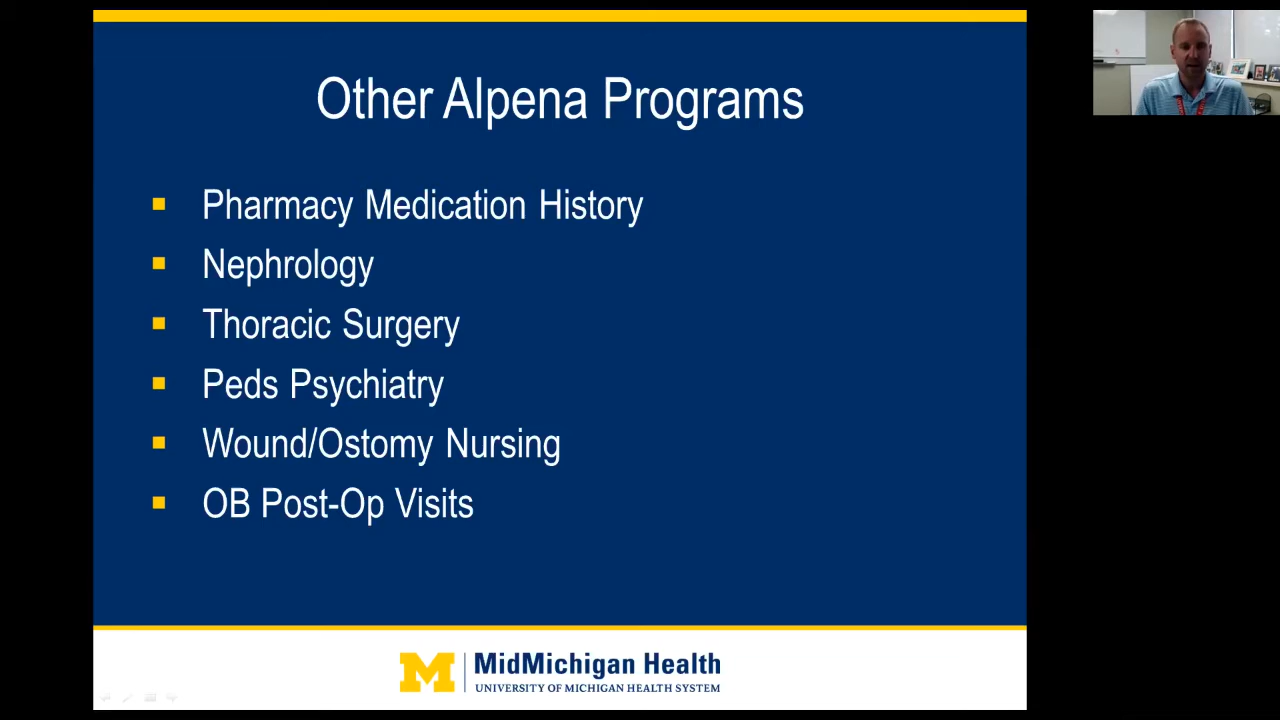 Other Alpena Programs
Pharmacy Medication History
Nephrology
Thoracic Surgery
Peds Psychiatry
Wound/Ostomy Nursing
OB Post-Op Visits
M
MidMichigan Health
UNIVERSITY OF MICHIGAN HEALTH SYSTEM